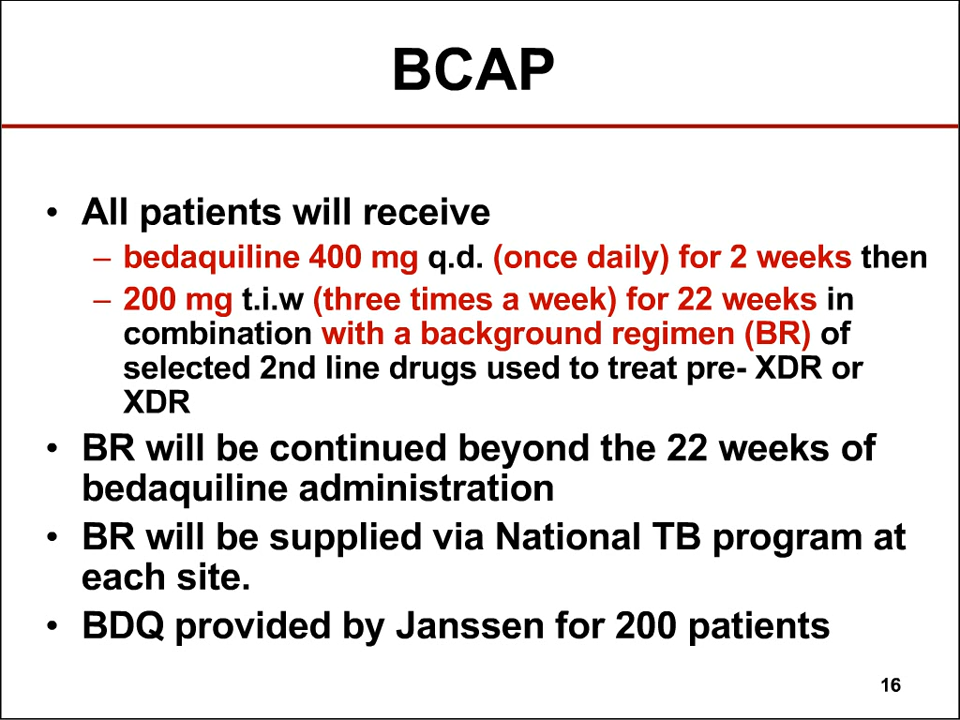 BCAP
• All patients will receive
– bedaquiline 400 mg q.d. (once daily) for 2 weeks then
– 200 mg t.i.w (three times a week) for 22 weeks in
combination with a background regimen (BR) of
selected 2nd line drugs used to treat pre- XDR or
XDR
• BR will be continued beyond the 22 weeks of
bedaquiline administration
• BR will be supplied via National TB program at
each site.
• BDQ provided by Janssen for 200 patients
16